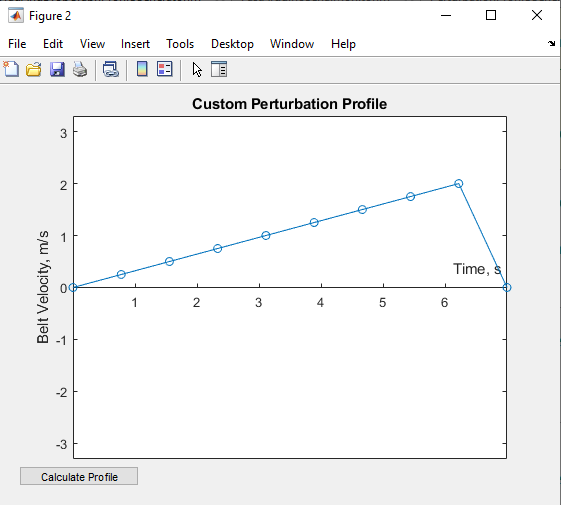 Figure 2
File Edit View Insert Tools Desktop Window Help
Custom Perturbation Profile
3
2
1
0
-1
-2
-3
Belt Velocity, m/s
1 2 3 4 5 6
Time, s
Calculate Profile